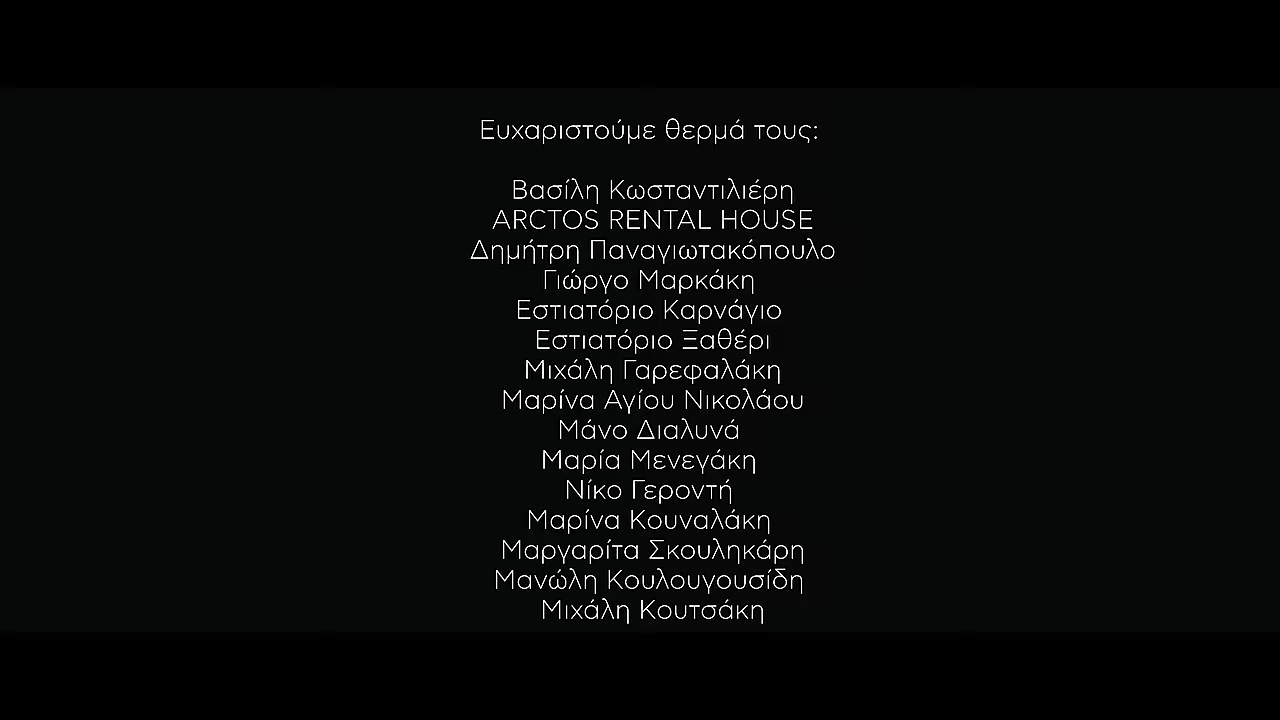 Ευχαριστούμε θερμά τους:
Βασίλη Κωσταντιλιέρη
ARCTOS RENTAL HOUSE
Δημήτρη Παναγιωτακόπουλο
Γιώργο Μαρκάκη
Εστιατόριο Καρνάγιο
Εστιατόριο Ξαθέρι
Μιχάλη Γαρεφαλάκη
Μαρίνα Αγίου Νικολάου
Μάνο Διαλυνά
Μαρία Μενεγάκη
Νίκο Γεροντή
Μαρίνα Κουναλάκη
Μαργαρίτα Σκουληκάρη
Μανώλη Κουλουγουσίδη
Μιχάλη Κουτσάκη